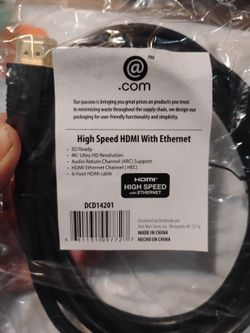 @™
.com
Our passion is bringing you great prices on products you trust.
In minimizing waste throughout the supply chain, we design our
packaging for user-friendly functionality and simplicity.
High Speed HDMI With Ethernet
• 3D Ready
• 4K/ Ultra HD Resolution
• Audio Return Channel (ARC) Support
• HDMI Ethernet Channel ( HEC)
• 6-Foot HDMI cable
HDMI
HIGH SPEED
with ETHERNET
DCD14201
MADE IN CHINA
HECHO EN CHINA